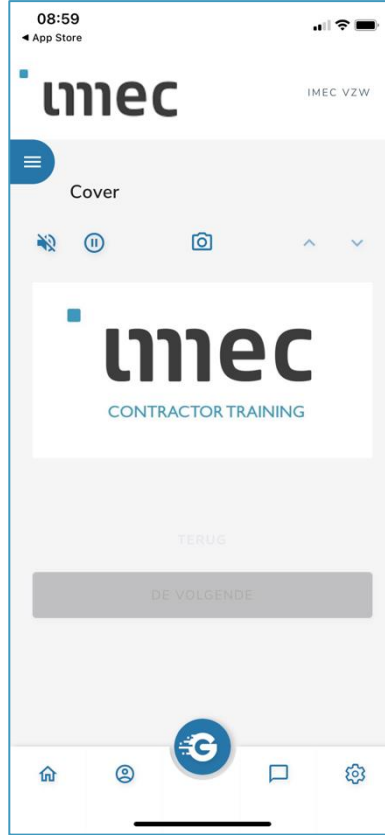 08:59
◀ App Store
imec
IMEC VZW
Cover
imec
CONTRACTOR TRAINING
TERUG
DE VOLGENDE
G